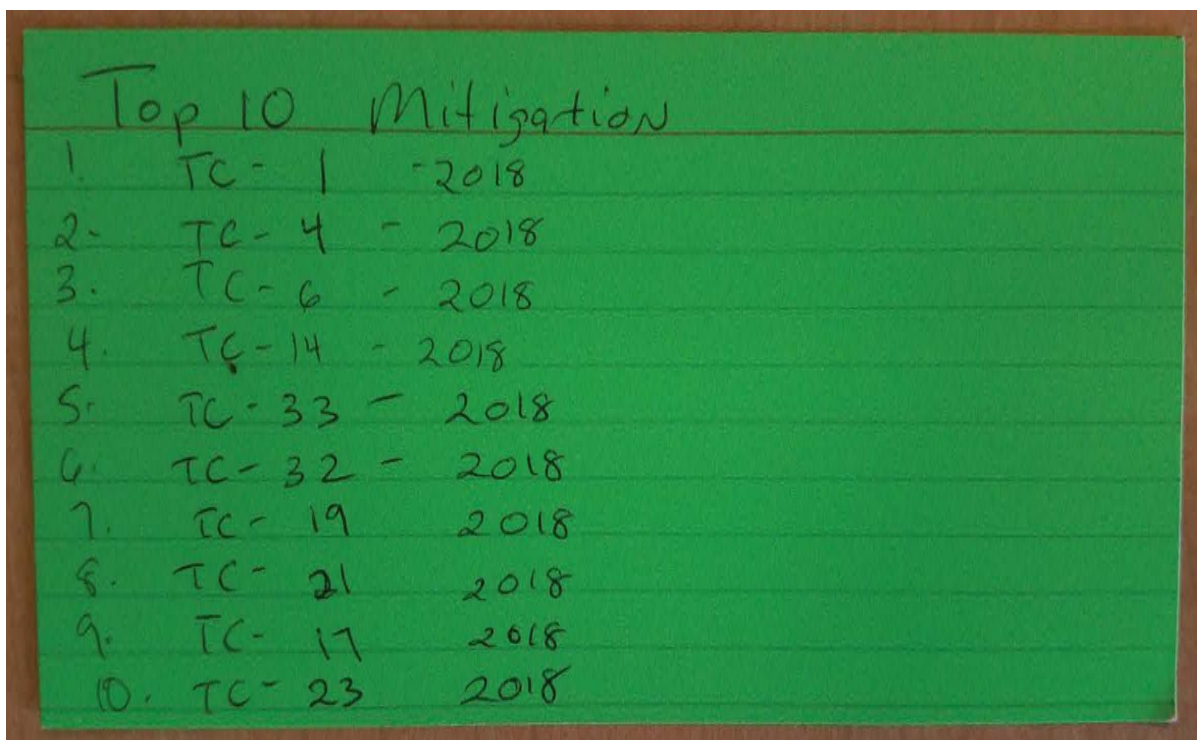 Top 10 Mitigation
1. TC- 1 -2018
2- TC- 4 - 2018
3. TC- 6 - 2018
4. TC-14 - 2018
5. TC-33 - 2018
6. TC-32 - 2018
7. TC- 19 2018
8. TC- 21 2018
9. TC- 17 2018
10. TC- 23 2018